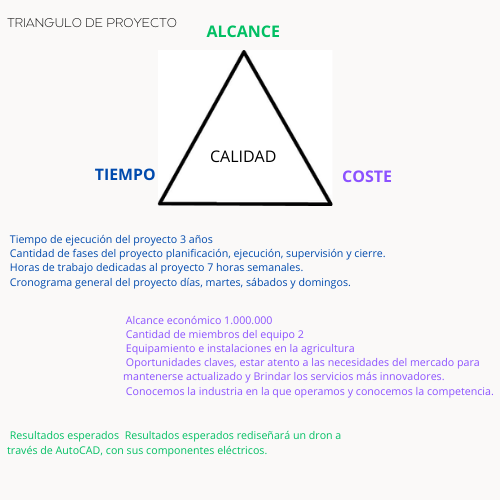 TRIANGULO DE PROYECTO
ALCANCE
CALIDAD
TIEMPO
COSTE
Tiempo de ejecución del proyecto 3 años
Cantidad de fases del proyecto planificación, ejecución, supervisión y cierre.
Horas de trabajo dedicadas al proyecto 7 horas semanales.
Cronograma general del proyecto días, martes, sábados y domingos.
Alcance económico 1.000.000
Cantidad de miembros del equipo 2
Equipamiento e instalaciones en la agricultura
Oportunidades claves, estar atento a las necesidades del mercado para
mantenerse actualizado y Brindar los servicios más innovadores.
Conocemos la industria en la que operamos y conocemos la competencia.
Resultados esperados  Resultados esperados rediseñará un dron a
través de AutoCAD, con sus componentes eléctricos.